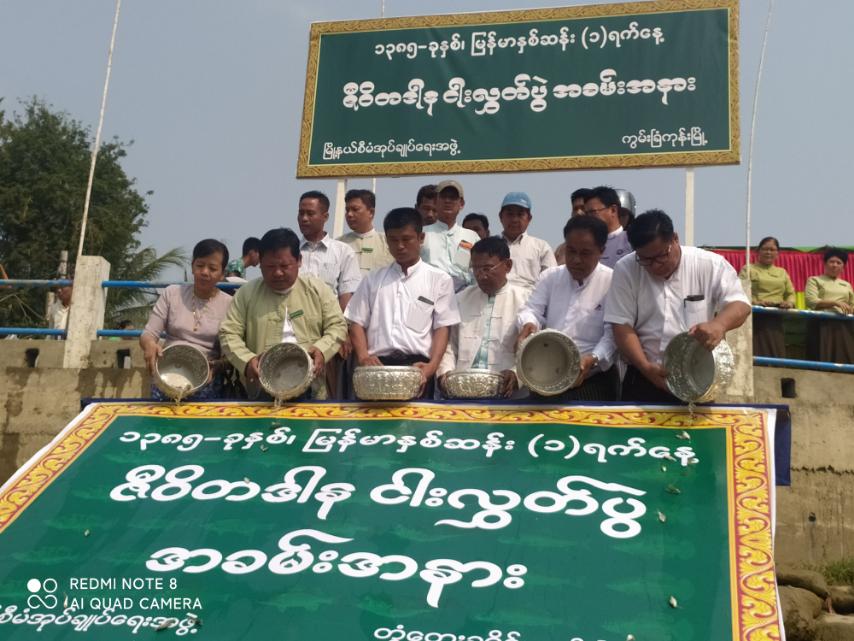 ၁၃၈၅-ခုနှစ်၊ မြန်မာနှစ်ဆန်း (၁)ရက်နေ့
ဇီဝိတဒါန ငါးလွှတ်ပွဲ အခမ်းအနား
မြို့နယ်စီမံအုပ်ချုပ်ရေးအဖွဲ့ ကွမ်းခြံကုန်းမြို့
၁၃၈၅-ခုနှစ်၊ မြန်မာနှစ်ဆန်း (၁)ရက်နေ့
ဇီဝိတဒါန ငါးလွှတ်ပွဲ
အခမ်းအနား
စီမံအုပ်ချုပ်ရေးအဖွဲ့
REDMI NOTE 8
AI QUAD CAMERA